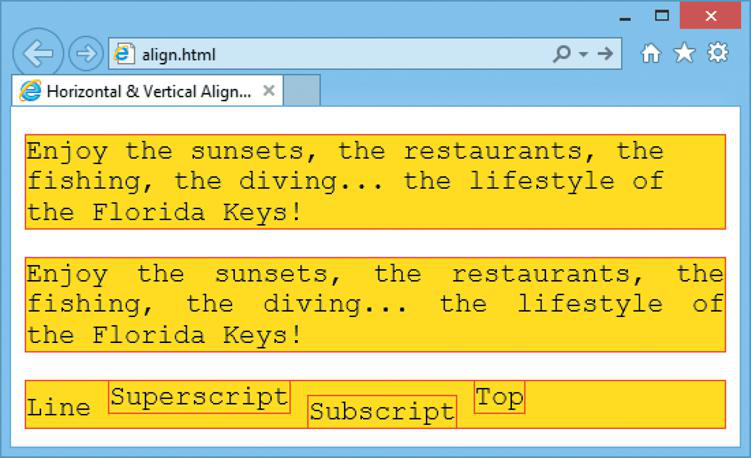 align.html
Horizontal & Vertical Align...
Enjoy the sunsets, the restaurants, the
fishing, the diving... the lifestyle of
the Florida Keys!
Enjoy the sunsets, the restaurants, the
fishing, the diving... the lifestyle of
the Florida Keys!
Line Superscript Subscript Top